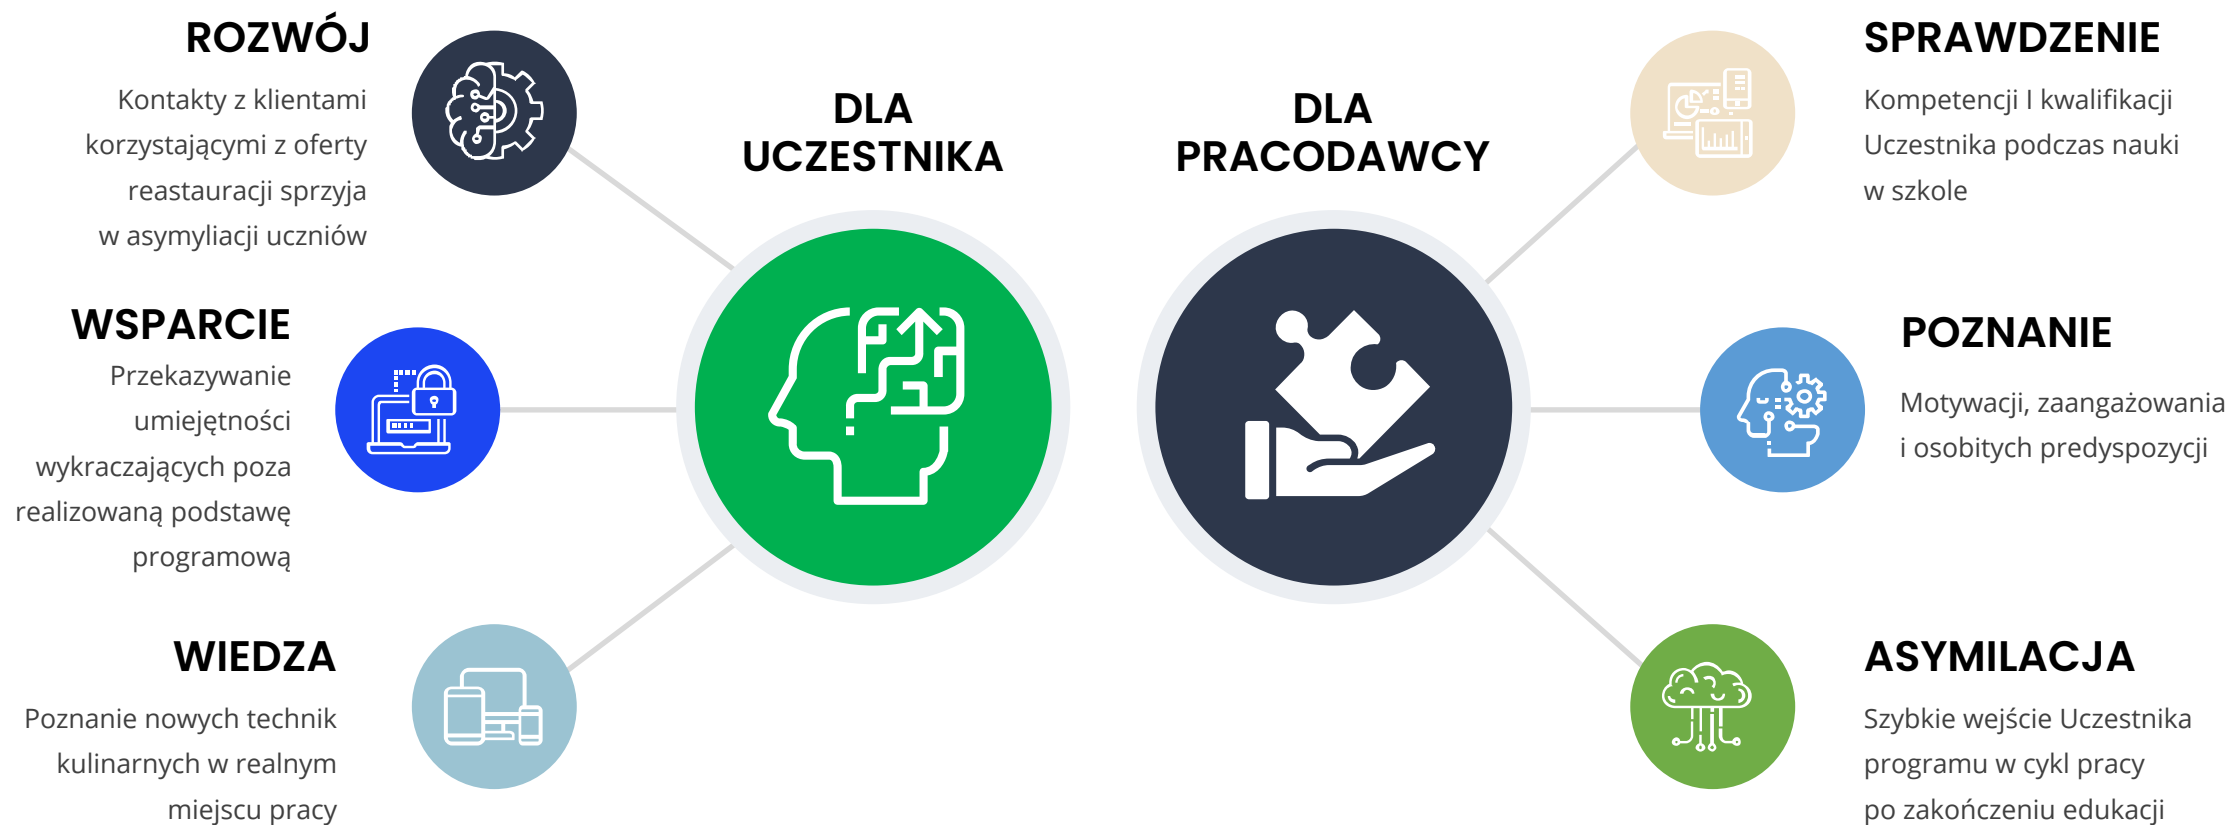 ROZWÓJ
Kontakty z klientami
korzystającymi z oferty
reastauracji sprzyja
w asymyliacji uczniów
WSPARCIE
Przekazywanie
umiejętności
wykraczających poza
realizowaną podstawę
programową
WIEDZA
Poznanie nowych technik
kulinarnych w realnym
miejscu pracy
DLA
UCZESTNIKA
DLA
PRACODAWCY
SPRAWDZENIE
Kompetencji I kwalifikacji
Uczestnika podczas nauki
w szkole
POZNANIE
Motywacji, zaangażowania
i osobitych predyspozycji
ASYMILACJA
Szybkie wejście Uczestnika
programu w cykl pracy
po zakończeniu edukacji